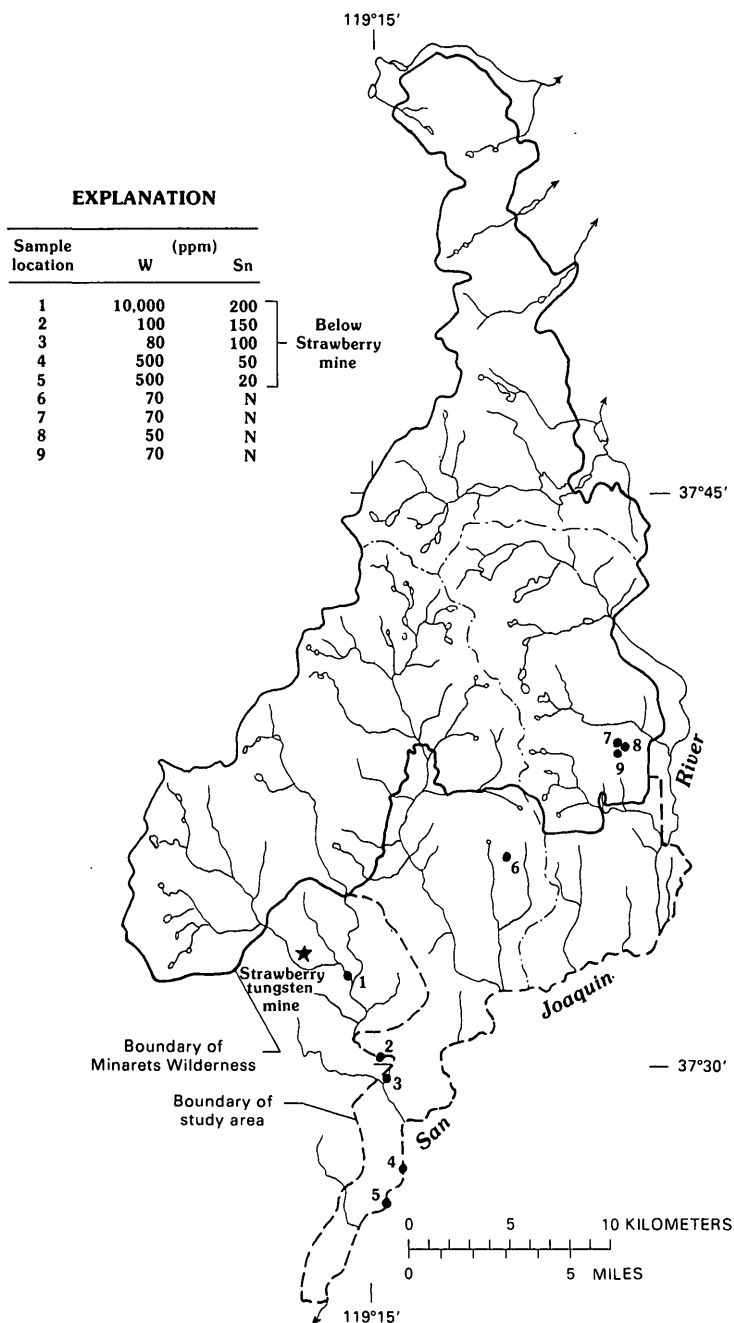 119°15′
EXPLANATION
Sample location (ppm) W Sn
1 10,000 200
2 100 150
3 80 100
4 500 50
5 500 20
Below Strawberry mine
6 70 N
7 70 N
8 50 N
9 70 N
37°45′
7
8
9
River
6
Strawberry
tungsten
mine
1
Boundary of
Minarets Wilderness
2
37°30′
3
Boundary of
study area
Joaquin
San
4
5
0 5 10 KILOMETERS
0 5 MILES
119°15′